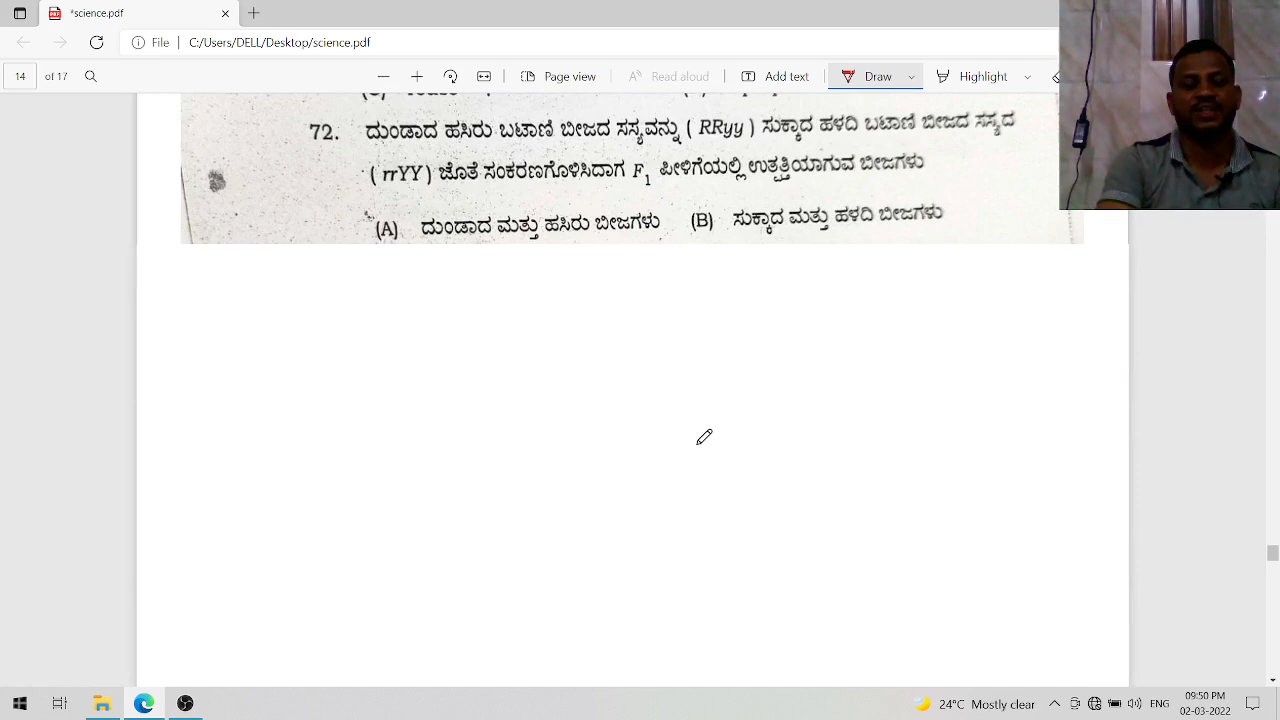 *science.pdf
File | C:/Users/DELL/Desktop/science.pdf
14 of 17 Page view Read aloud Add text Draw Highlight
72. ದುಂಡಾದ ಹಸಿರು ಬಟಾಣಿ ಬೀಜದ ಸಸ್ಯವನ್ನು ( RRyy ) ಸುಕ್ಕಾದ ಹಳದಿ ಬಟಾಣಿ ಬೀಜದ ಸಸ್ಯದ
( rrYY ) ಜೊತೆ ಸಂಕರಣಗೊಳಿಸಿದಾಗ F1 ಪೀಳಿಗೆಯಲ್ಲಿ ಉತ್ಪತ್ತಿಯಾಗುವ ಬೀಜಗಳು
(A) ದುಂಡಾದ ಮತ್ತು ಹಸಿರು ಬೀಜಗಳು (B) ಸುಕ್ಕಾದ ಮತ್ತು ಹಳದಿ ಬೀಜಗಳು
24°C Mostly clear ENG 09:50 PM
02-03-2022